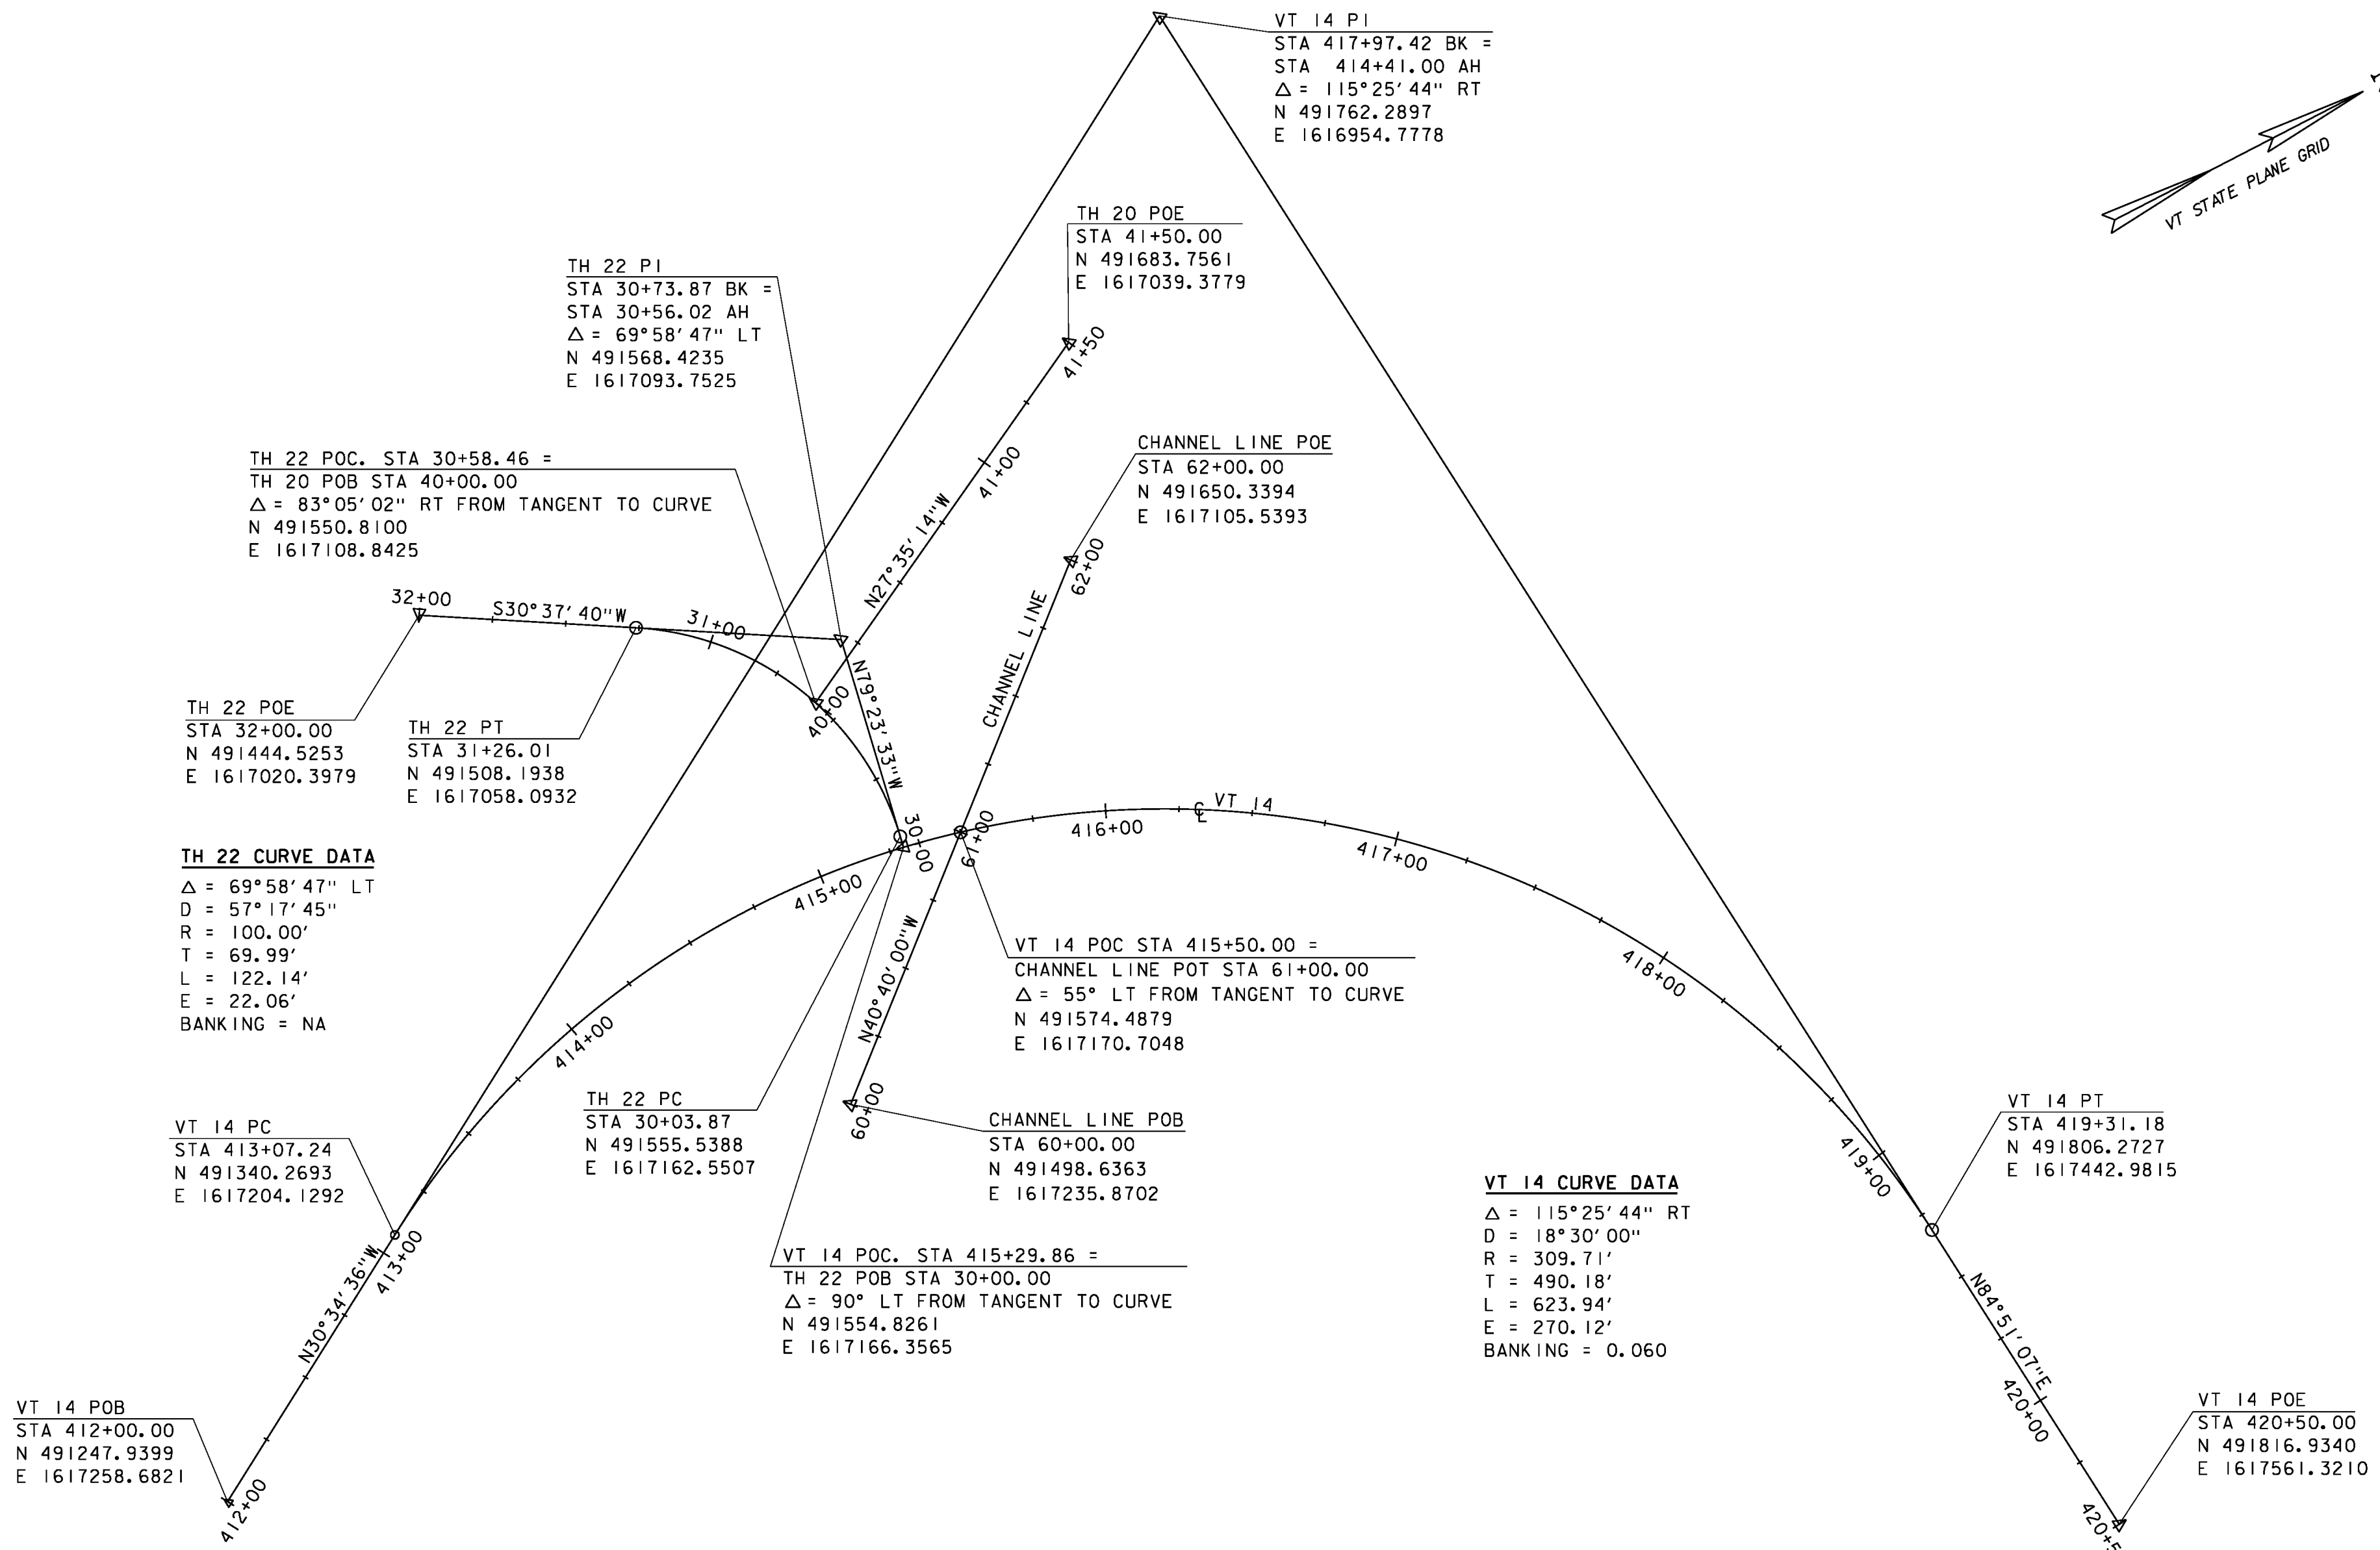 VT 14 PI
STA 417+97.42 BK =
STA 414+41.00 AH
Δ = 115°25'44" RT
N 491762.2897
E 1616954.7778
VT STATE PLANE GRID
TH 20 POE
STA 41+50.00
N 491683.7561
E 1617039.3779
41+50
TH 22 PI
STA 30+73.87 BK =
STA 30+56.02 AH
Δ = 69°58'47" LT
N 491568.4235
E 1617093.7525
41+00
N27°35'14"W
CHANNEL LINE POE
STA 62+00.00
N 491650.3394
E 1617105.5393
62+00
TH 22 POC. STA 30+58.46 =
TH 20 POB STA 40+00.00
Δ = 83°05'02" RT FROM TANGENT TO CURVE
N 491550.8100
E 1617108.8425
32+00
S30°37'40"W
31+00
40+00
N79°23'33"W
CHANNEL LINE
TH 22 POE
STA 32+00.00
N 491444.5253
E 1617020.3979
TH 22 PT
STA 31+26.01
N 491508.1938
E 1617058.0932
30+00
61+00
415+00
416+00
℄ VT 14
417+00
418+00
TH 22 CURVE DATA
Δ = 69°58'47" LT
D = 57°17'45"
R = 100.00'
T = 69.99'
L = 122.14'
E = 22.06'
BANKING = NA
414+00
N40°40'00"W
60+00
VT 14 POC STA 415+50.00 =
CHANNEL LINE POT STA 61+00.00
Δ = 55° LT FROM TANGENT TO CURVE
N 491574.4879
E 1617170.7048
TH 22 PC
STA 30+03.87
N 491555.5388
E 1617162.5507
CHANNEL LINE POB
STA 60+00.00
N 491498.6363
E 1617235.8702
VT 14 PC
STA 413+07.24
N 491340.2693
E 1617204.1292
413+00
N30°34'36"W
VT 14 POC. STA 415+29.86 =
TH 22 POB STA 30+00.00
Δ = 90° LT FROM TANGENT TO CURVE
N 491554.8261
E 1617166.3565
VT 14 CURVE DATA
Δ = 115°25'44" RT
D = 18°30'00"
R = 309.71'
T = 490.18'
L = 623.94'
E = 270.12'
BANKING = 0.060
419+00
VT 14 PT
STA 419+31.18
N 491806.2727
E 1617442.9815
N84°51'07"E
420+00
VT 14 POB
STA 412+00.00
N 491247.9399
E 1617258.6821
412+00
VT 14 POE
STA 420+50.00
N 491816.9340
E 1617561.3210